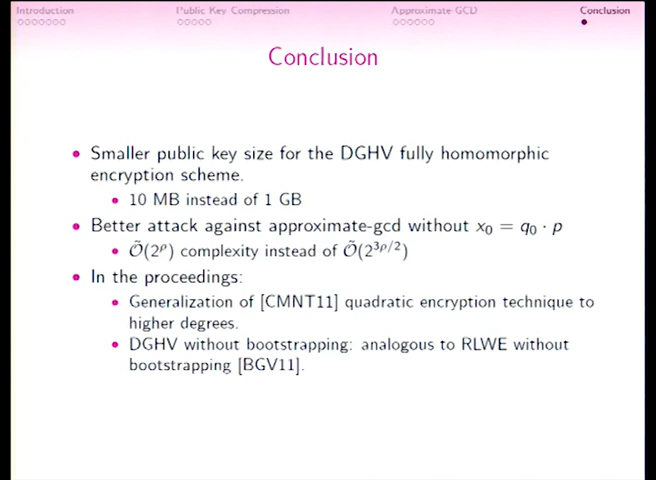 Introduction Public Key Compression Approximate-GCD Conclusion
Conclusion
Smaller public key size for the DGHV fully homomorphic
encryption scheme.
10 MB instead of 1 GB
Better attack against approximate-gcd without x₀ = q₀ · p
Õ(2^ρ) complexity instead of Õ(2^{3ρ/2})
In the proceedings:
Generalization of [CMNT11] quadratic encryption technique to
higher degrees.
DGHV without bootstrapping: analogous to RLWE without
bootstrapping [BGV11].